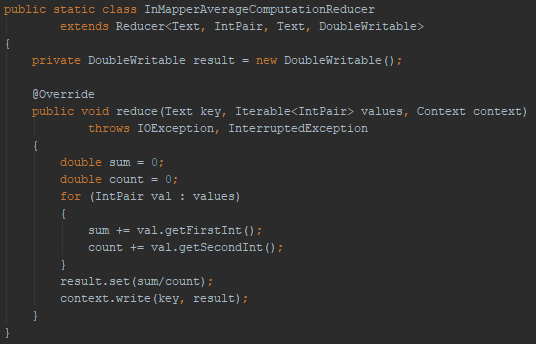 public static class InMapperAverageComputationReducer
        extends Reducer<Text, IntPair, Text, DoubleWritable>
{
    private DoubleWritable result = new DoubleWritable();

    @Override
    public void reduce(Text key, Iterable<IntPair> values, Context context)
            throws IOException, InterruptedException
    {
        double sum = 0;
        double count = 0;
        for (IntPair val : values)
        {
            sum += val.getFirstInt();
            count += val.getSecondInt();
        }
        result.set(sum/count);
        context.write(key, result);
    }
}